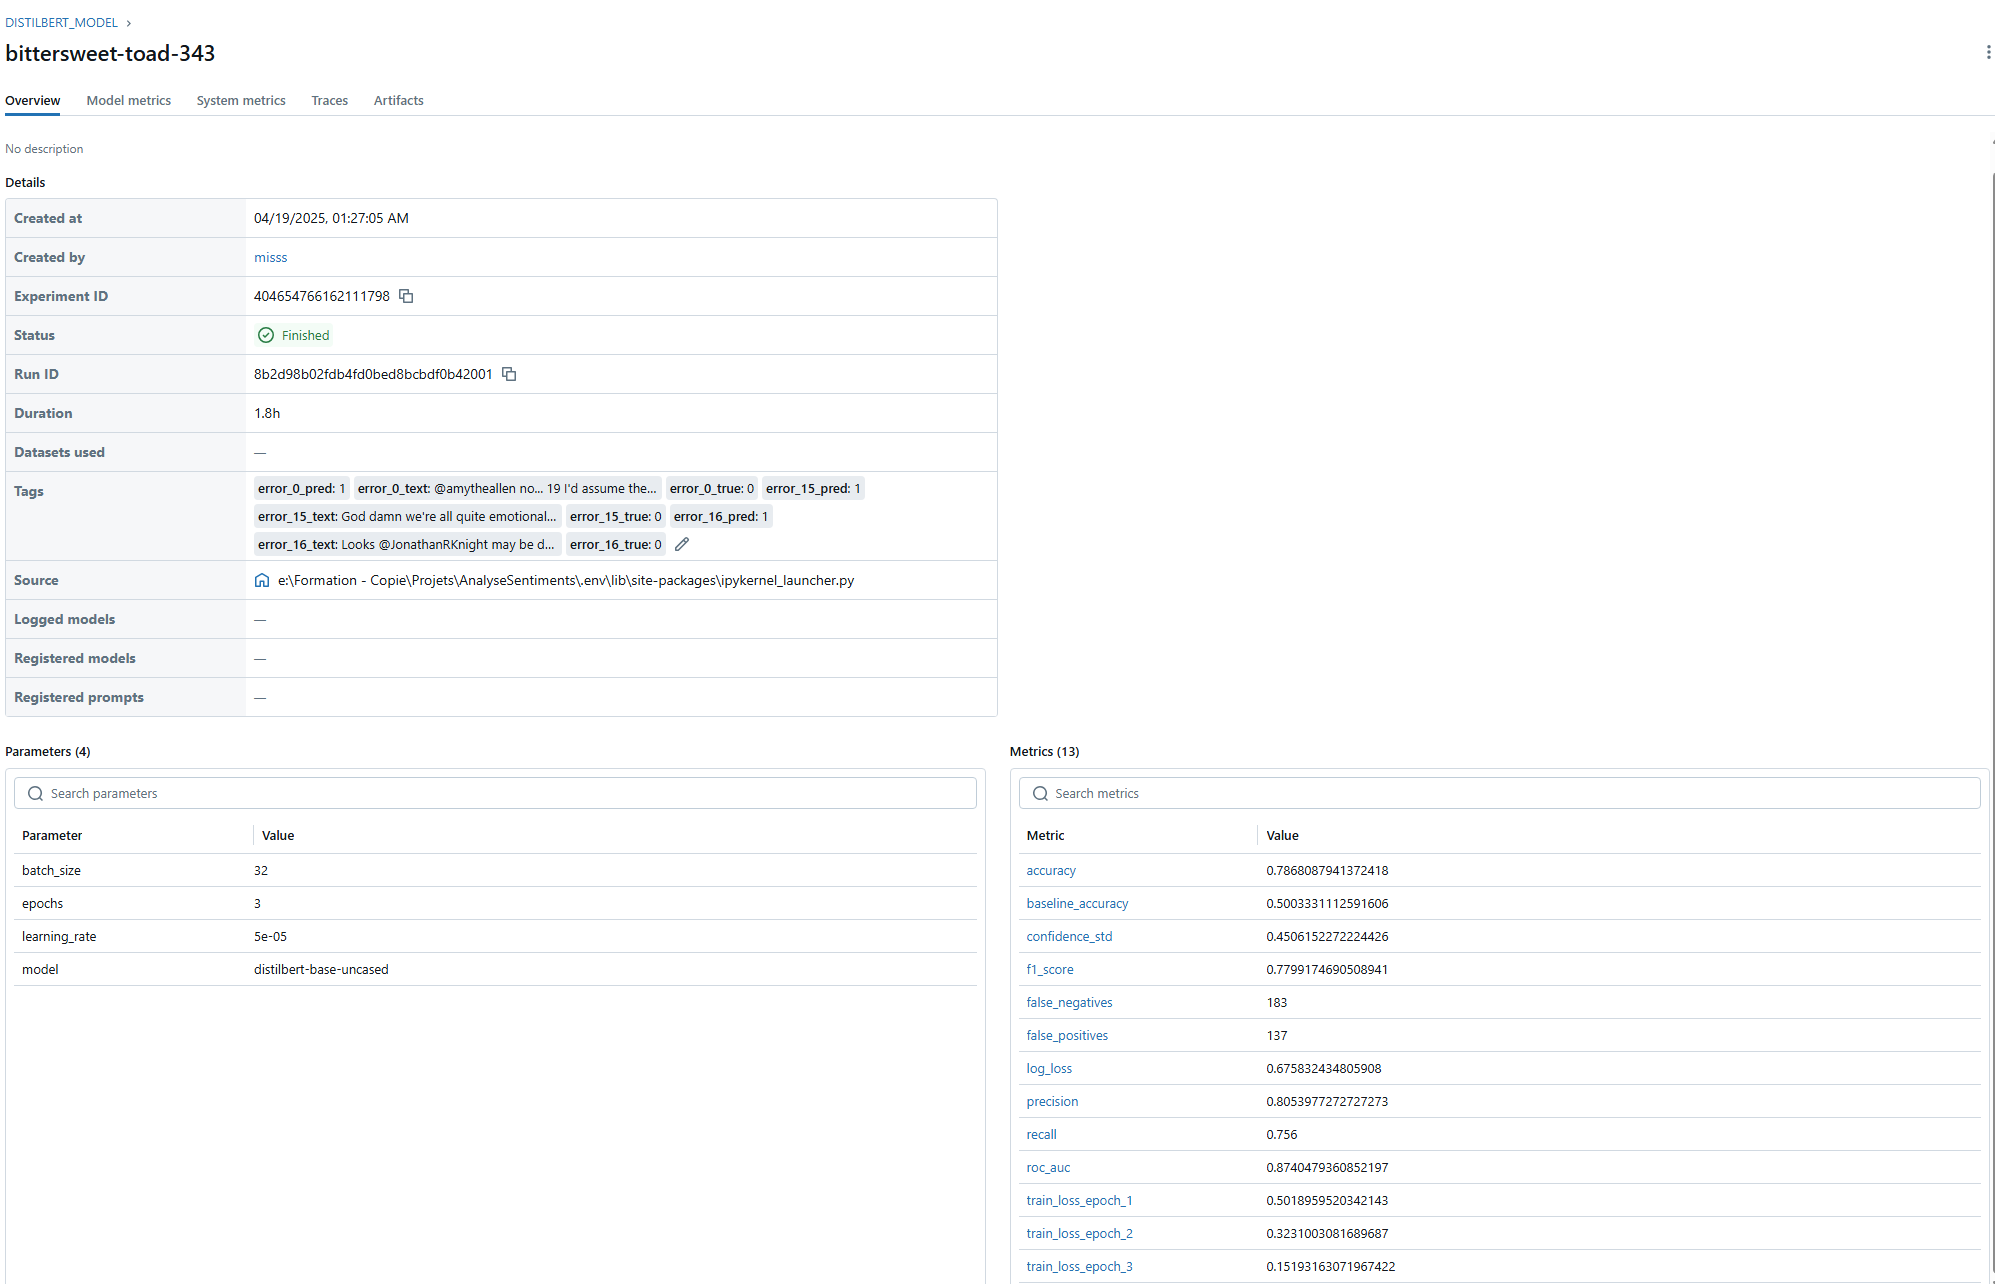 DISTILBERT_MODEL ›
bittersweet-toad-343
Overview Model metrics System metrics Traces Artifacts
No description
Details
Created at 04/19/2025, 01:27:05 AM
Created by misss
Experiment ID 404654766162111798
Status Finished
Run ID 8b2d98b02fdb4fd0bed8bcbdf0b42001
Duration 1.8h
Datasets used —
Tags error_0_pred: 1 error_0_text: @amytheallen no... 19 I'd assume the... error_0_true: 0 error_15_pred: 1
error_15_text: God damn we're all quite emotional... error_15_true: 0 error_16_pred: 1
error_16_text: Looks @JonathanRKnight may be d... error_16_true: 0
Source e:\Formation - Copie\Projets\AnalyseSentiments\.env\lib\site-packages\ipykernel_launcher.py
Logged models —
Registered models —
Registered prompts —
Parameters (4)
Search parameters
Parameter Value
batch_size 32
epochs 3
learning_rate 5e-05
model distilbert-base-uncased
Metrics (13)
Search metrics
Metric Value
accuracy 0.7868087941372418
baseline_accuracy 0.5003331112591606
confidence_std 0.4506152272224426
f1_score 0.7799174690508941
false_negatives 183
false_positives 137
log_loss 0.675832434805908
precision 0.8053977272727273
recall 0.756
roc_auc 0.8740479360852197
train_loss_epoch_1 0.5018959520342143
train_loss_epoch_2 0.3231003081689687
train_loss_epoch_3 0.15193163071967422